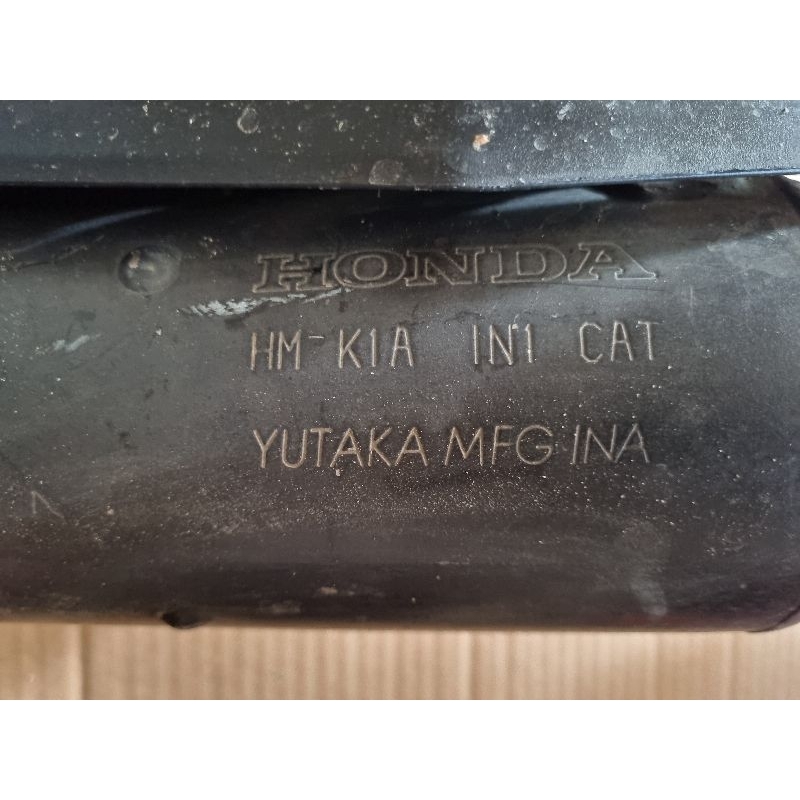 HONDA
HM-K1A IN1 CAT
YUTAKA MFG·INA